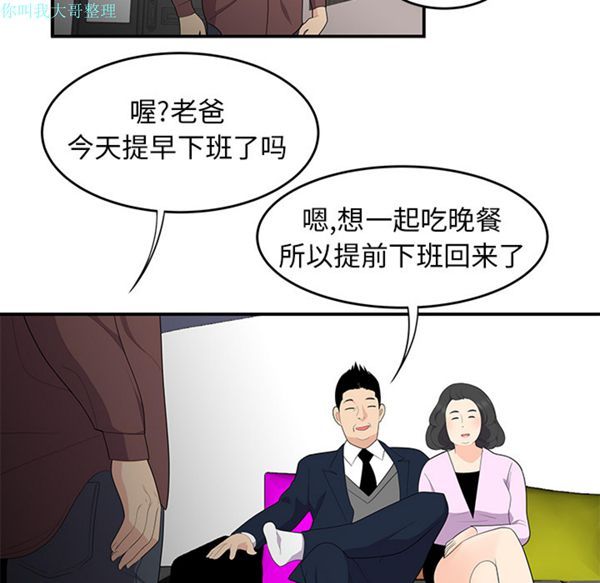 你叫我大哥整理
喔?老爸
今天提早下班了吗
嗯,想一起吃晚餐
所以提前下班回来了